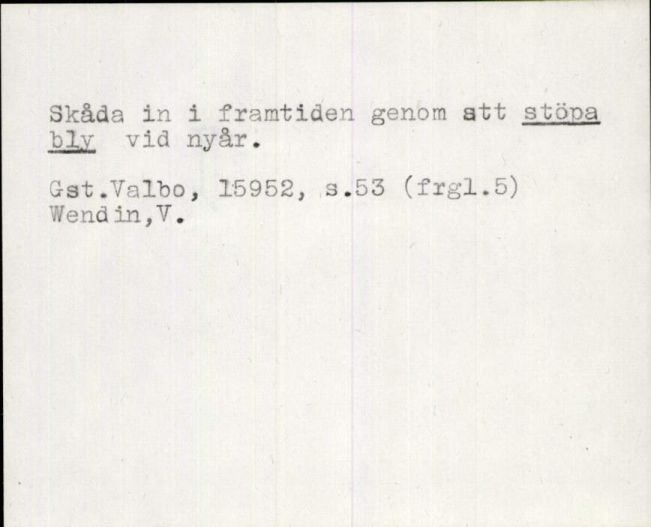 Skåda in i framtiden genom att stöpa
bly vid nyår.
Gst.Valbo, 15952, s.53 (frgl.5)
Wendin,V.